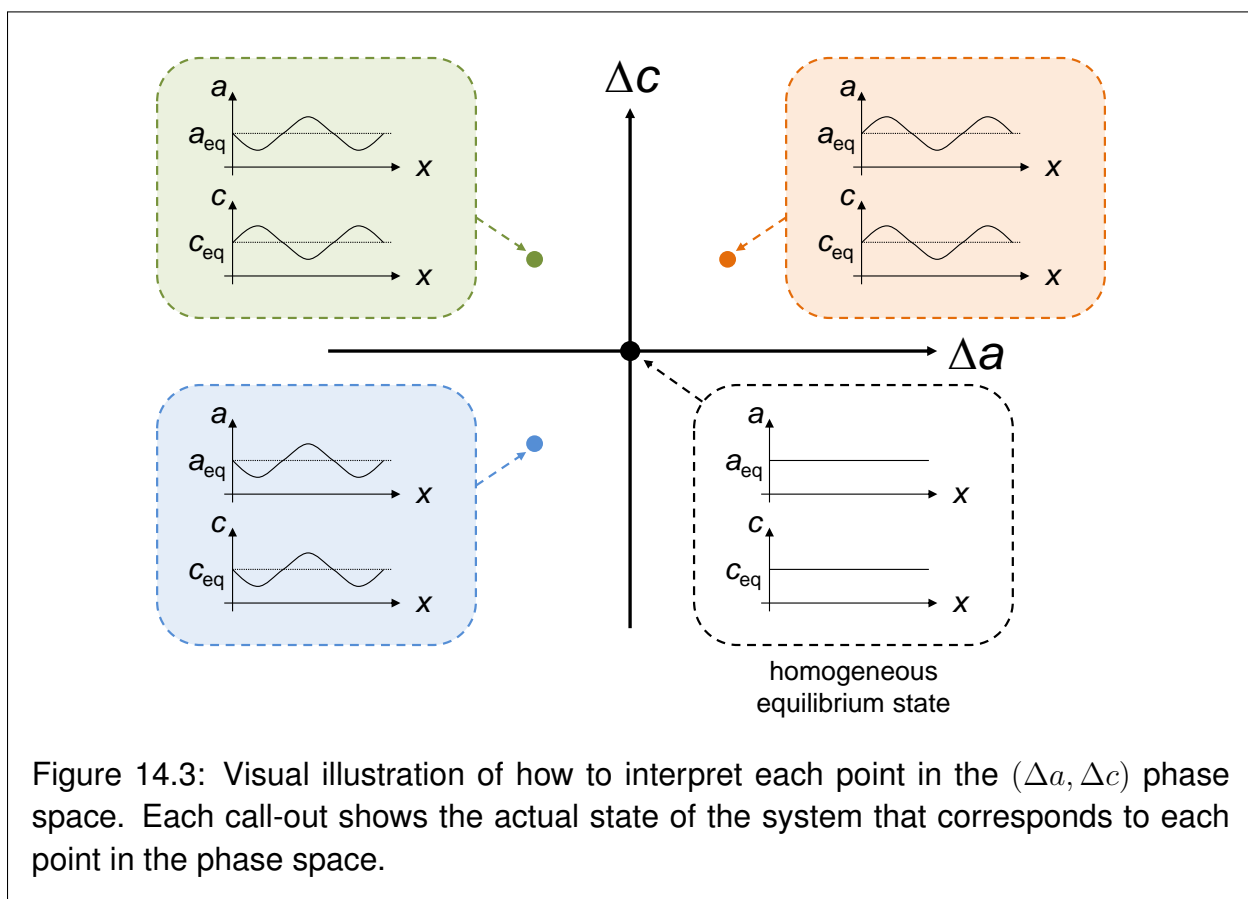 Δc
a
a_eq
x
c
c_eq
x
a
a_eq
x
c
c_eq
x
Δa
a
a_eq
x
c
c_eq
x
a
a_eq
x
c
c_eq
x
homogeneous
equilibrium state
Figure 14.3: Visual illustration of how to interpret each point in the (Δa, Δc) phase
space. Each call-out shows the actual state of the system that corresponds to each
point in the phase space.